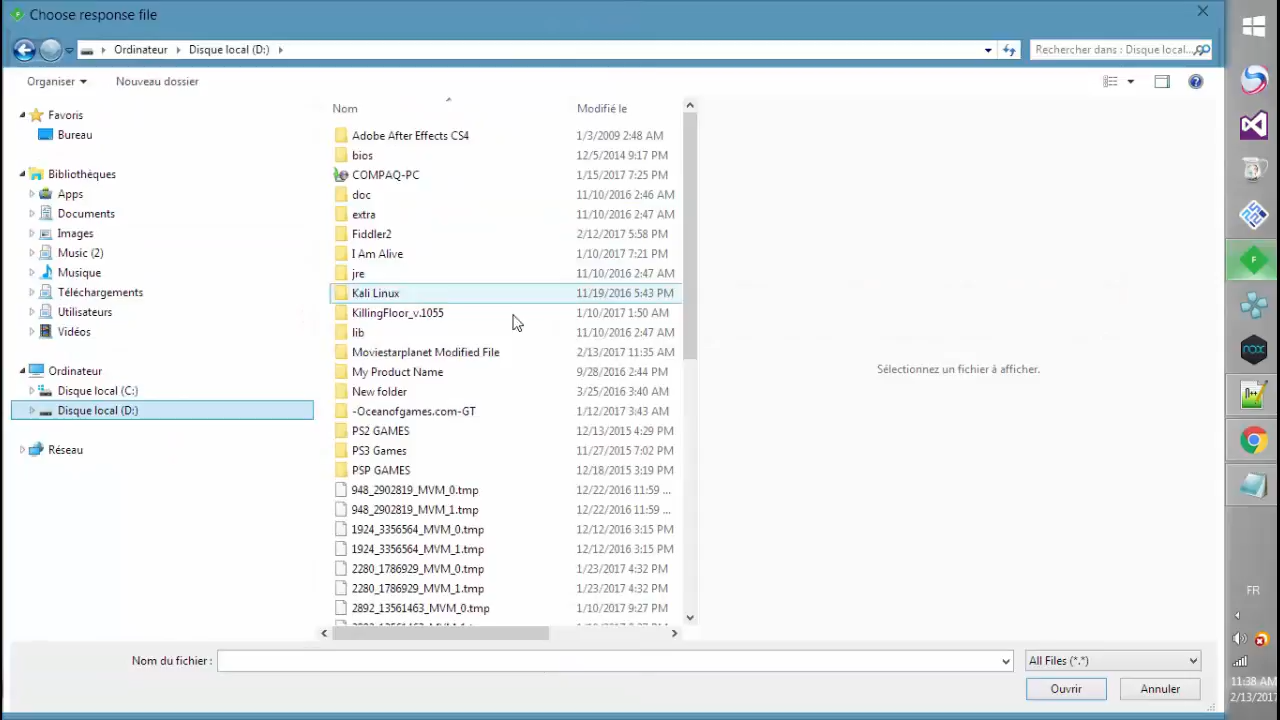 Choose response file
Ordinateur Disque local (D:)
Rechercher dans : Disque local...
Organiser Nouveau dossier
Favoris
Bureau
Bibliothèques
Apps
Documents
Images
Music (2)
Musique
Téléchargements
Utilisateurs
Vidéos
Ordinateur
Disque local (C:)
Disque local (D:)
Réseau
Nom Modifié le
Adobe After Effects CS4 1/3/2009 2:48 AM
bios 12/5/2014 9:17 PM
COMPAQ-PC 1/15/2017 7:25 PM
doc 11/10/2016 2:46 AM
extra 11/10/2016 2:47 AM
Fiddler2 2/12/2017 5:58 PM
I Am Alive 1/10/2017 7:21 PM
jre 11/10/2016 2:47 AM
Kali Linux 11/19/2016 5:43 PM
KillingFloor_v.1055 1/10/2017 1:50 AM
lib 11/10/2016 2:47 AM
Moviestarplanet Modified File 2/13/2017 11:35 AM
My Product Name 9/28/2016 2:44 PM
New folder 3/25/2016 3:40 AM
-Oceanofgames.com-GT 1/12/2017 3:43 AM
PS2 GAMES 12/13/2015 4:29 PM
PS3 Games 11/27/2015 7:02 PM
PSP GAMES 12/18/2015 3:19 PM
948_2902819_MVM_0.tmp 12/22/2016 11:59 ...
948_2902819_MVM_1.tmp 12/22/2016 11:59 ...
1924_3356564_MVM_0.tmp 12/12/2016 3:15 PM
1924_3356564_MVM_1.tmp 12/12/2016 3:15 PM
2280_1786929_MVM_0.tmp 1/23/2017 4:32 PM
2280_1786929_MVM_1.tmp 1/23/2017 4:32 PM
2892_13561463_MVM_0.tmp 1/10/2017 9:27 PM
Sélectionnez un fichier à afficher.
Nom du fichier :
All Files (*.*)
Ouvrir Annuler
nox
FR
11:38 AM
2/13/2017